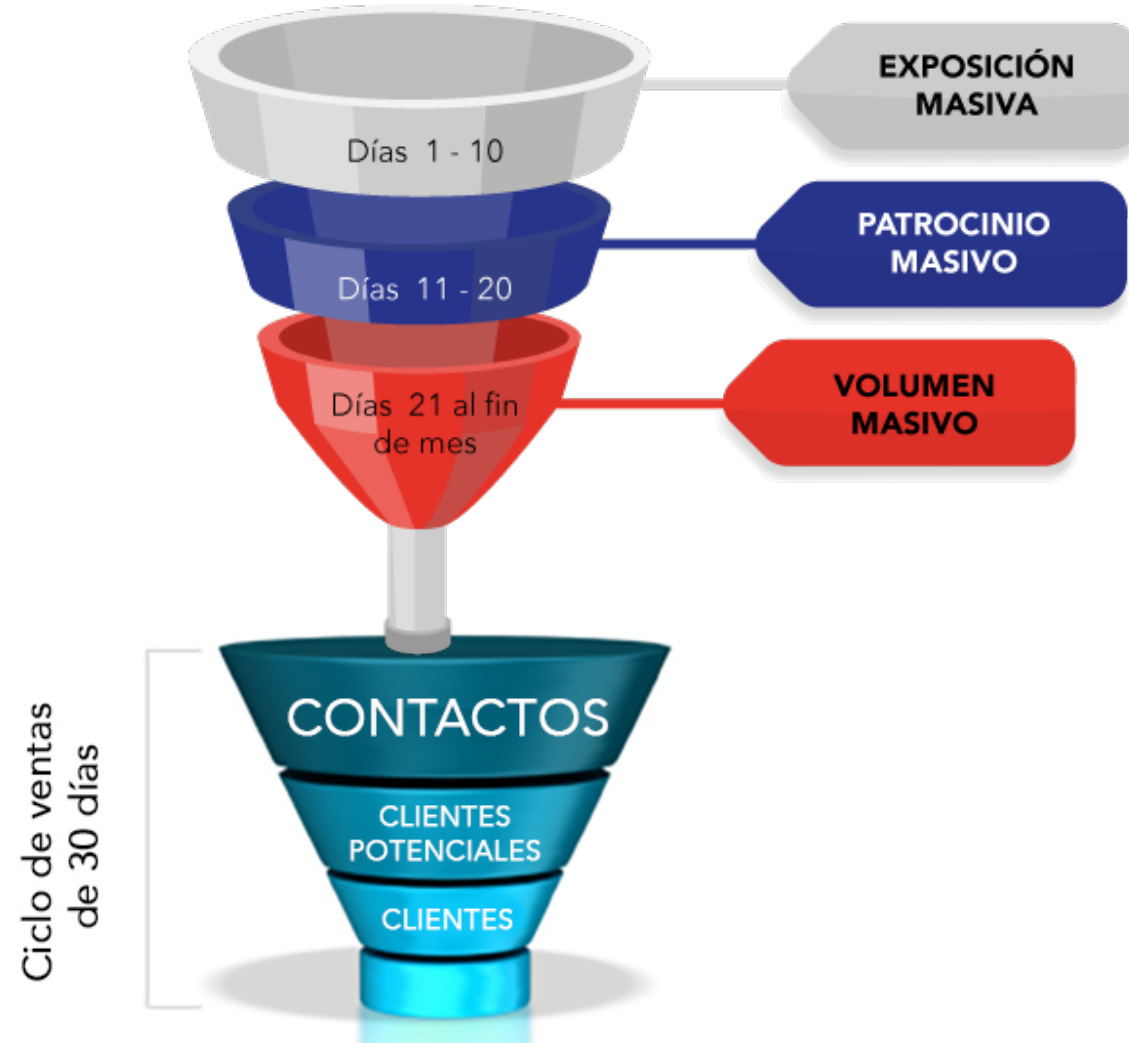 EXPOSICIÓN
MASIVA
Días 1 - 10
PATROCINIO
MASIVO
Días 11 - 20
VOLUMEN
MASIVO
Días 21 al fin
de mes
CONTACTOS
CLIENTES
POTENCIALES
CLIENTES
Ciclo de ventas
de 30 días